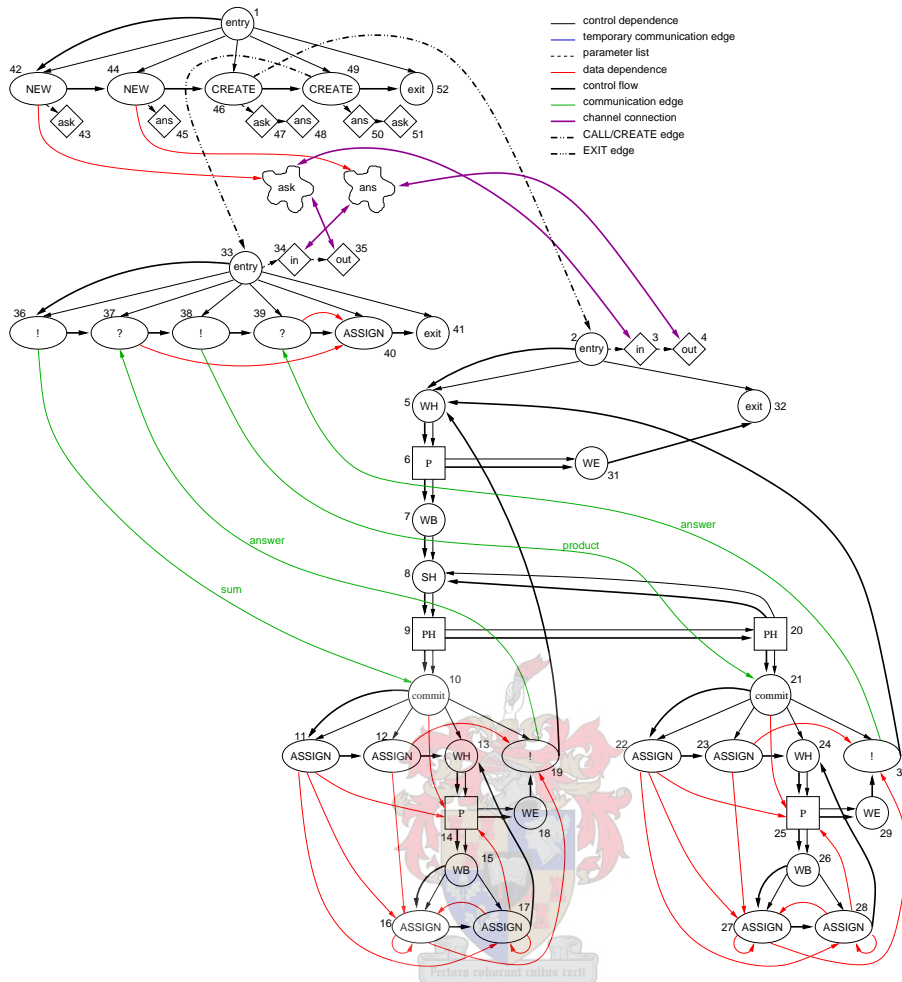 entry 1
control dependence
temporary communication edge
parameter list
data dependence
control flow
communication edge
channel connection
CALL/CREATE edge
EXIT edge
42 44 49
NEW NEW CREATE CREATE exit
46 52
ask ans ask ans ans ask
43 45 47 48 50 51
ask ans
33 34 35
entry in out
36 37 38 39 41
! ? ! ? ASSIGN exit
40
2 3 4
entry in out
5 WH exit 32
6 P WE
31
7 WB
answer product answer
8 SH
sum
9 PH PH 20
10 21
commit commit
11 12 13 22 23 24
ASSIGN ASSIGN WH ! ASSIGN ASSIGN WH !
19 3
P WE P WE
14 18 25 29
15 26
WB WB
16 17 27 28
ASSIGN ASSIGN ASSIGN ASSIGN
Pectora roborant cultus recti